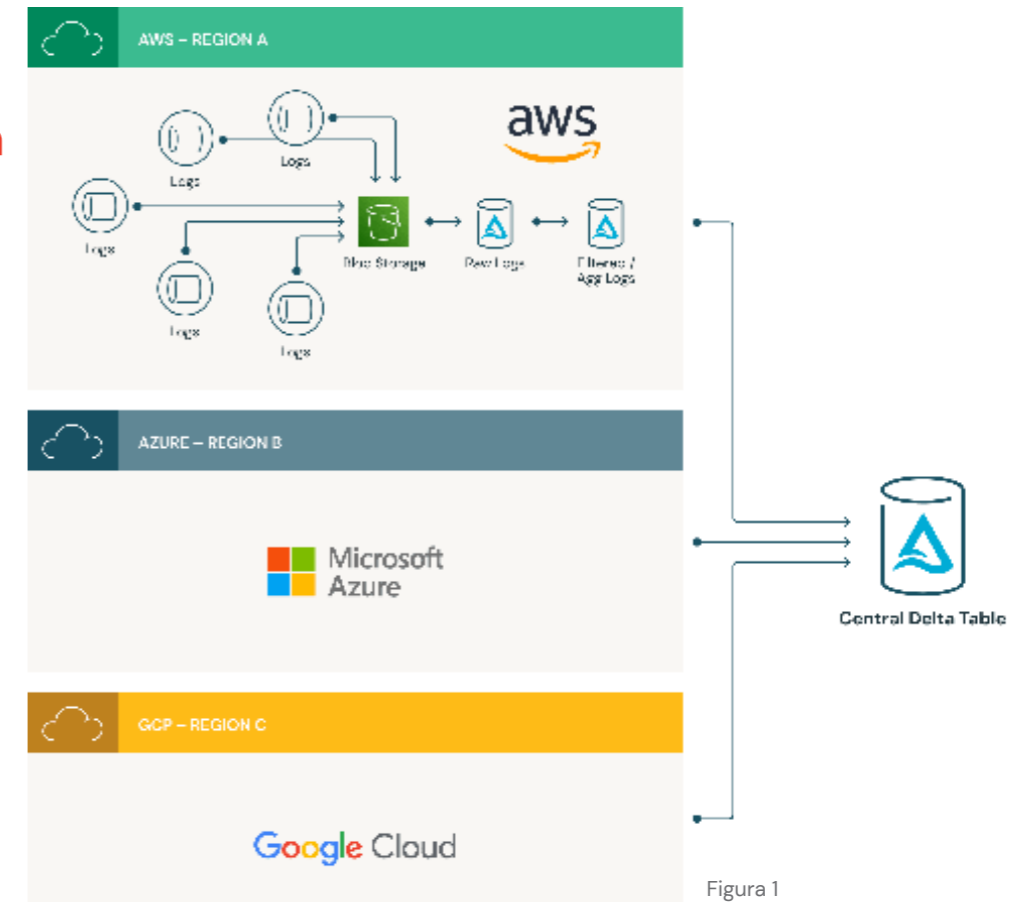 AWS – REGION A
aws
Logs
Logs
Logs
Logs
Logs
Blob Storage
Raw Logs
Filtered /
Agg Logs
AZURE – REGION B
Microsoft
Azure
Central Delta Table
GCP – REGION C
Google Cloud
Figura 1